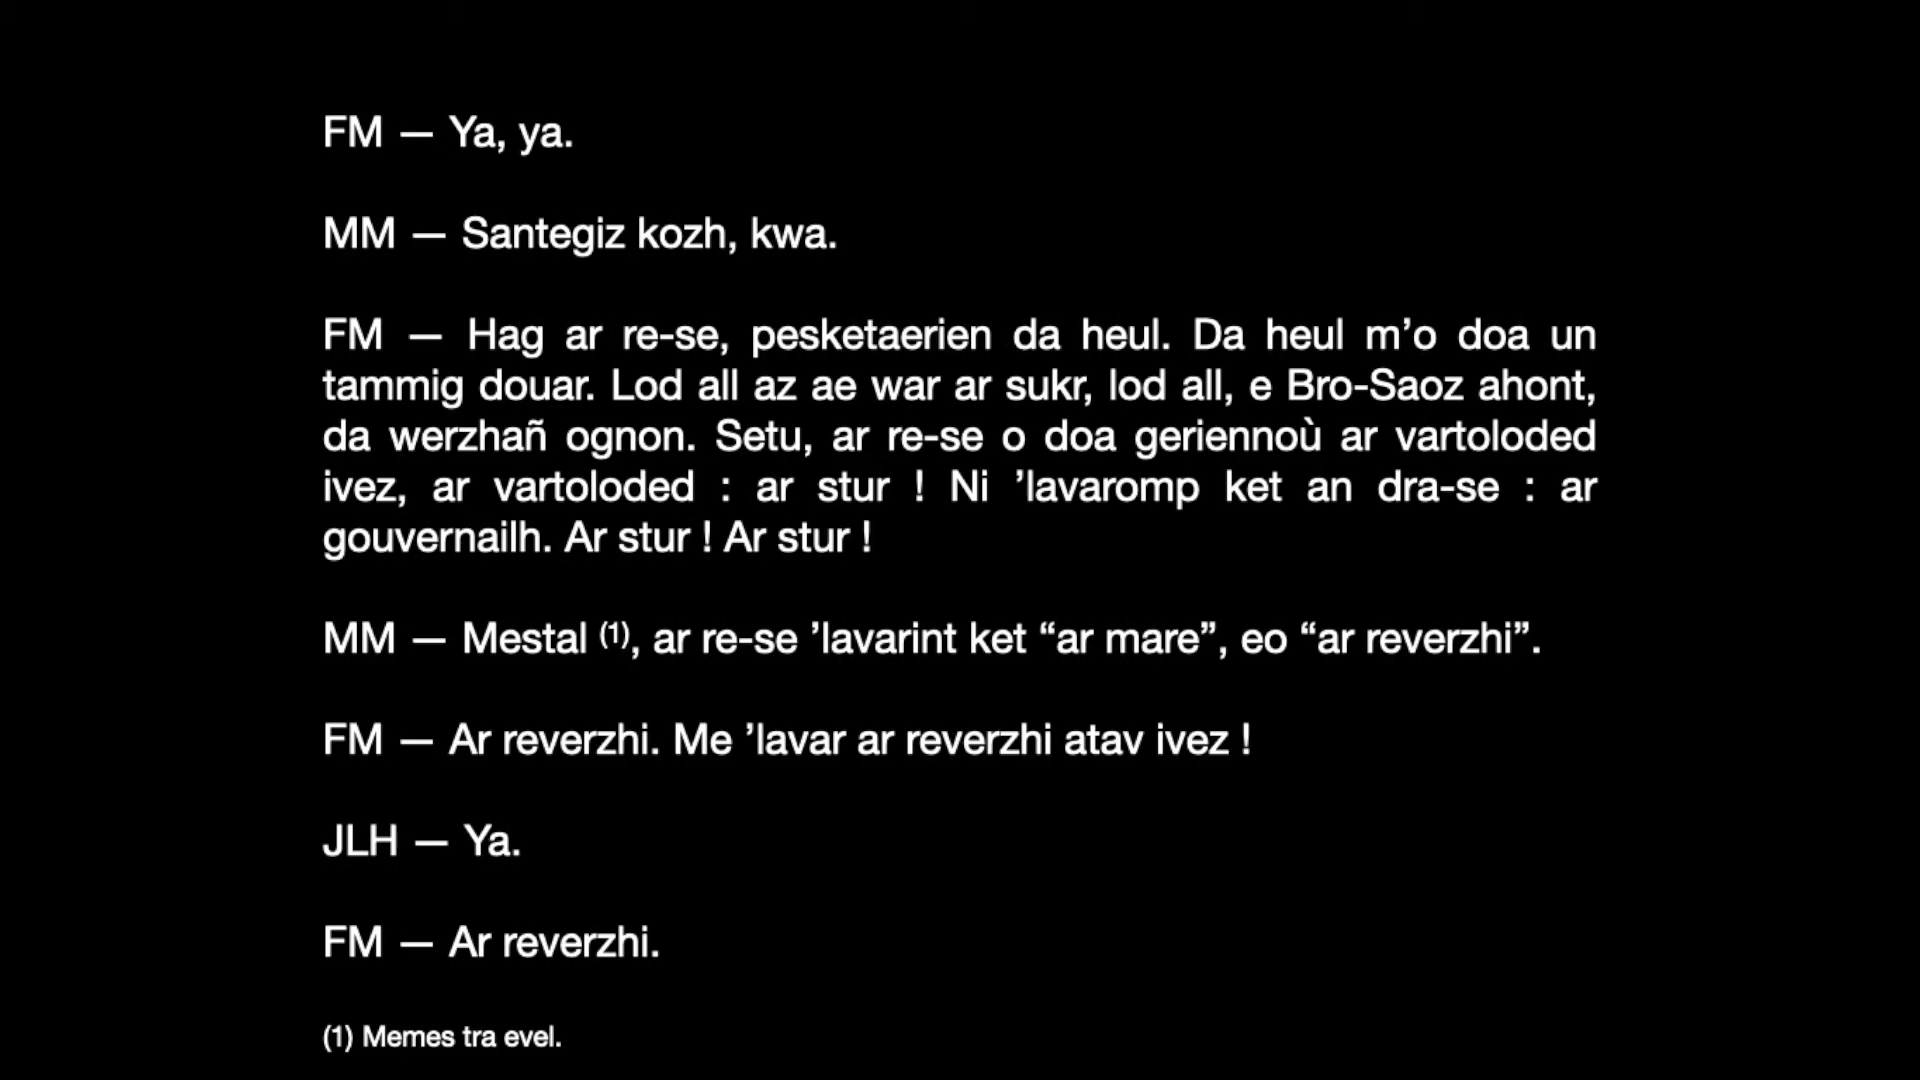 FM — Ya, ya.
MM — Santegiz kozh, kwa.
FM — Hag ar re-se, pesketaerien da heul. Da heul m’o doa un
tammig douar. Lod all az ae war ar sukr, lod all, e Bro-Saoz ahont,
da werzhañ ognon. Setu, ar re-se o doa geriennoù ar vartoloded
ivez, ar vartoloded : ar stur ! Ni ’lavaromp ket an dra-se : ar
gouvernailh. Ar stur ! Ar stur !
MM — Mestal (1), ar re-se ’lavarint ket “ar mare”, eo “ar reverzhi”.
FM — Ar reverzhi. Me ’lavar ar reverzhi atav ivez !
JLH — Ya.
FM — Ar reverzhi.
(1) Memes tra evel.